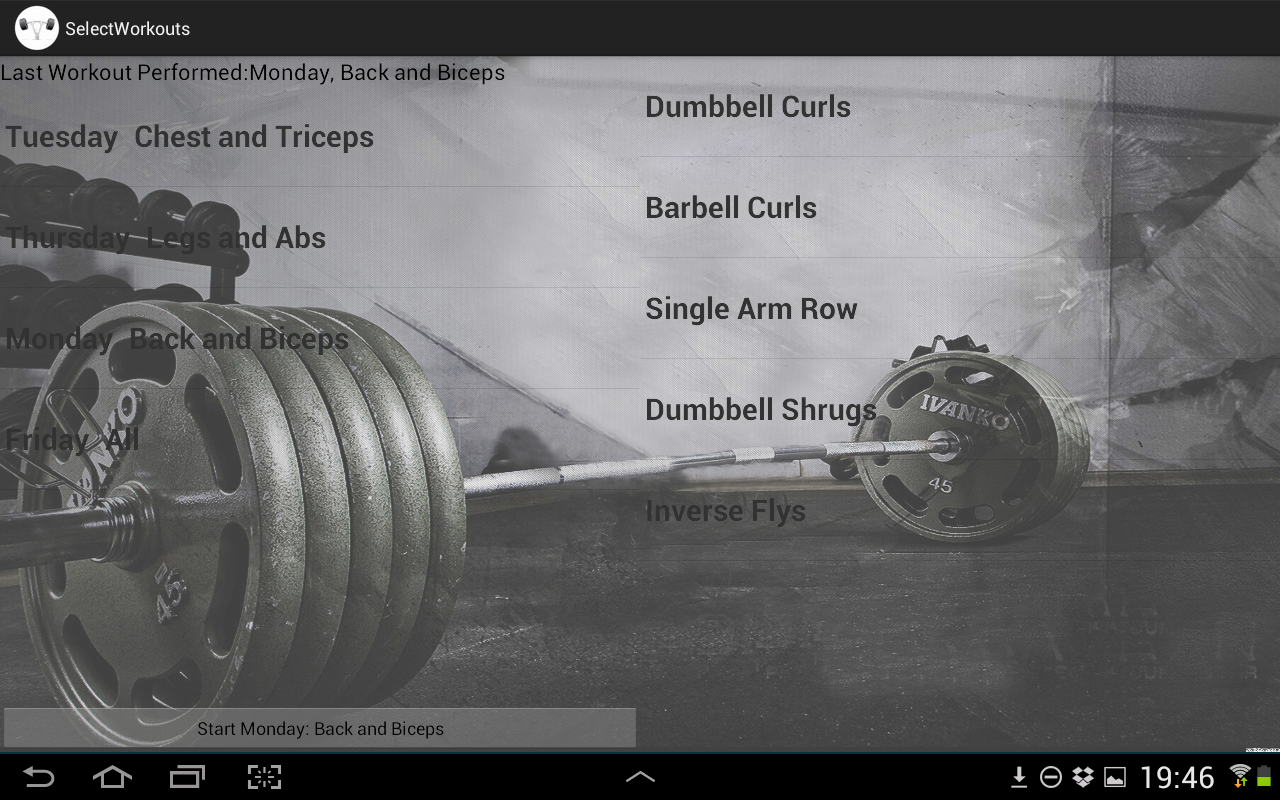 SelectWorkouts
Last Workout Performed:Monday, Back and Biceps
Tuesday  Chest and Triceps
Thursday  Legs and Abs
Monday  Back and Biceps
Friday  All
Dumbbell Curls
Barbell Curls
Single Arm Row
Dumbbell Shrugs
Inverse Flys
IVANKO
45
IVANKO
45
Start Monday: Back and Biceps
19:46